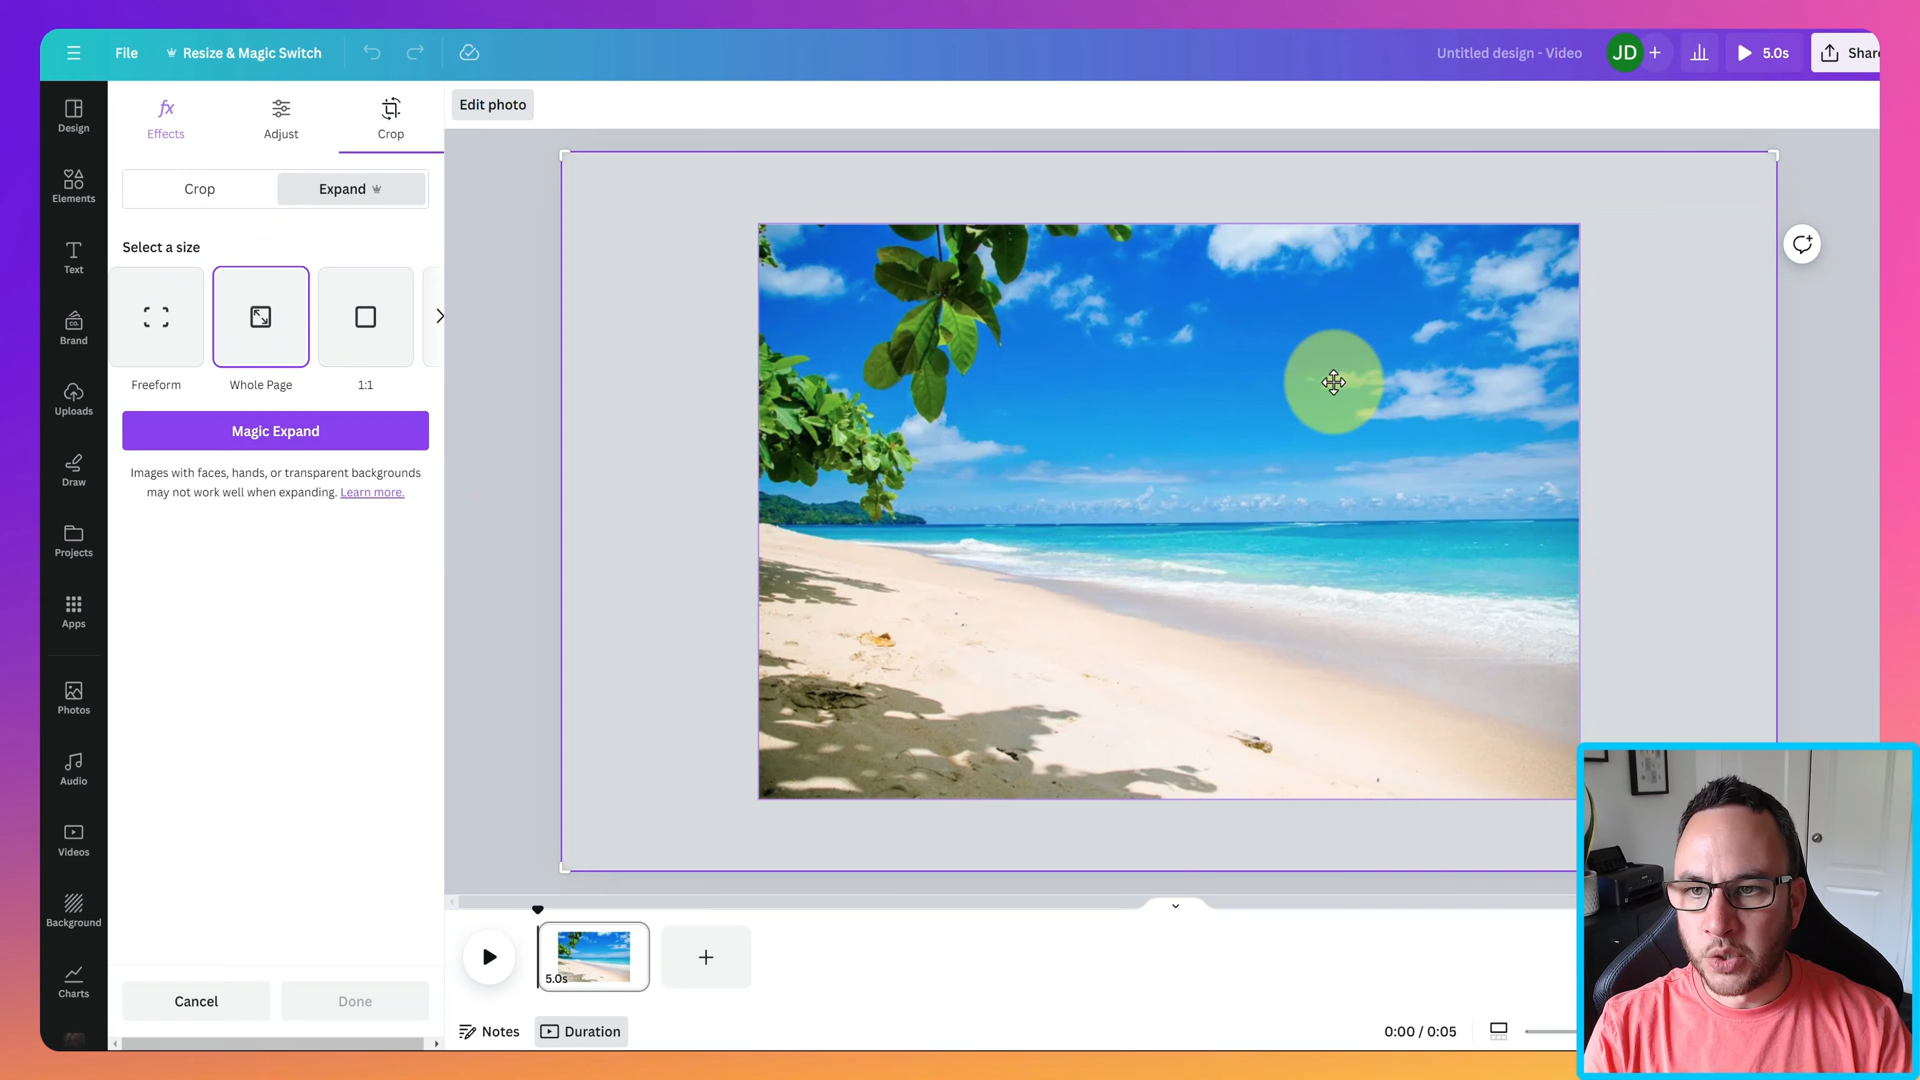 File
Resize & Magic Switch
Untitled design - Video
JD
5.0s
Share
Design
Elements
Text
Brand
Uploads
Draw
Projects
Apps
Photos
Audio
Videos
Background
Charts
fx
Effects
Adjust
Crop
Edit photo
Crop
Expand
Select a size
Freeform
Whole Page
1:1
Magic Expand
Images with faces, hands, or transparent backgrounds
may not work well when expanding. Learn more.
Cancel
Done
5.0s
Notes
Duration
0:00 / 0:05